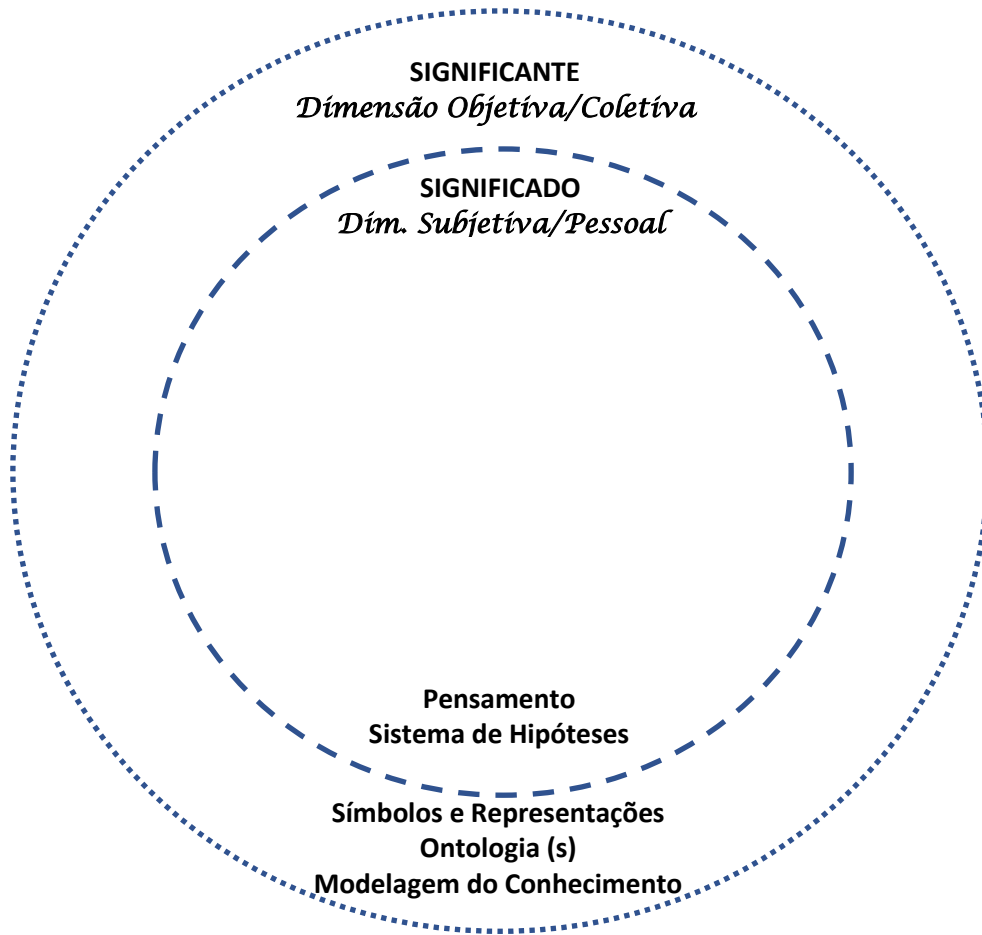 SIGNIFICANTE
Dimensão Objetiva/Coletiva
SIGNIFICADO
Dim. Subjetiva/Pessoal
Pensamento
Sistema de Hipóteses
Símbolos e Representações
Ontologia (s)
Modelagem do Conhecimento